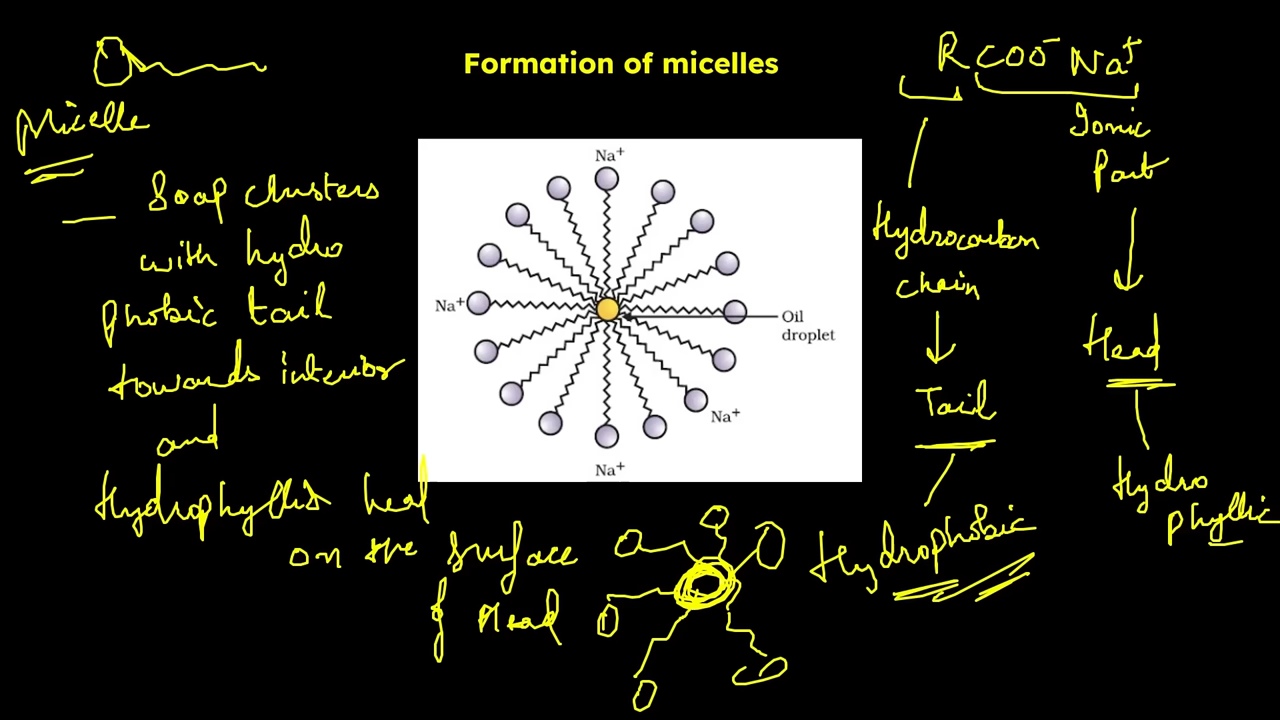 Formation of micelles
Micelle
— Soap clusters
with hydro
phobic tail
towards interior
and
Hydrophyllic head
on the surface
of Head
Na+
Na+
Na+
Na+
Oil
droplet
RCOO⁻ Na⁺
Ionic
Part
Hydrocarbon
chain
Head
Tail
Hydro
phyllic
Hydrophobic